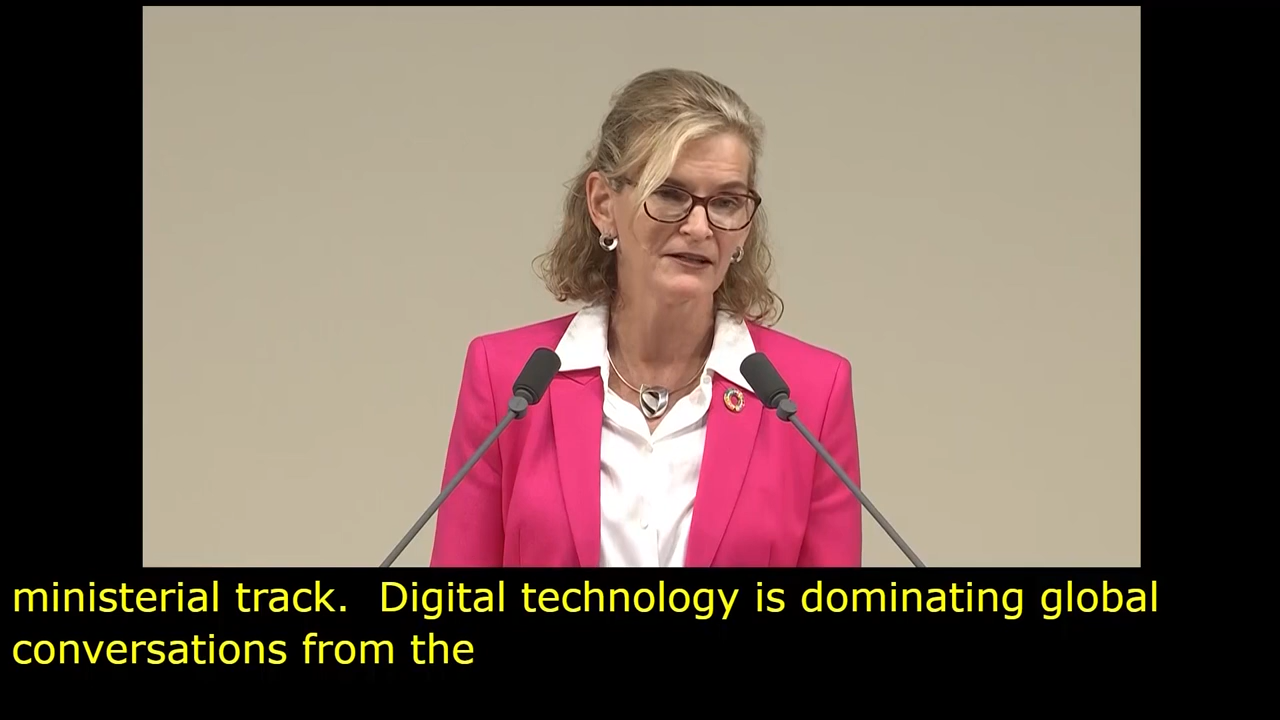 ministerial track.  Digital technology is dominating global
conversations from the